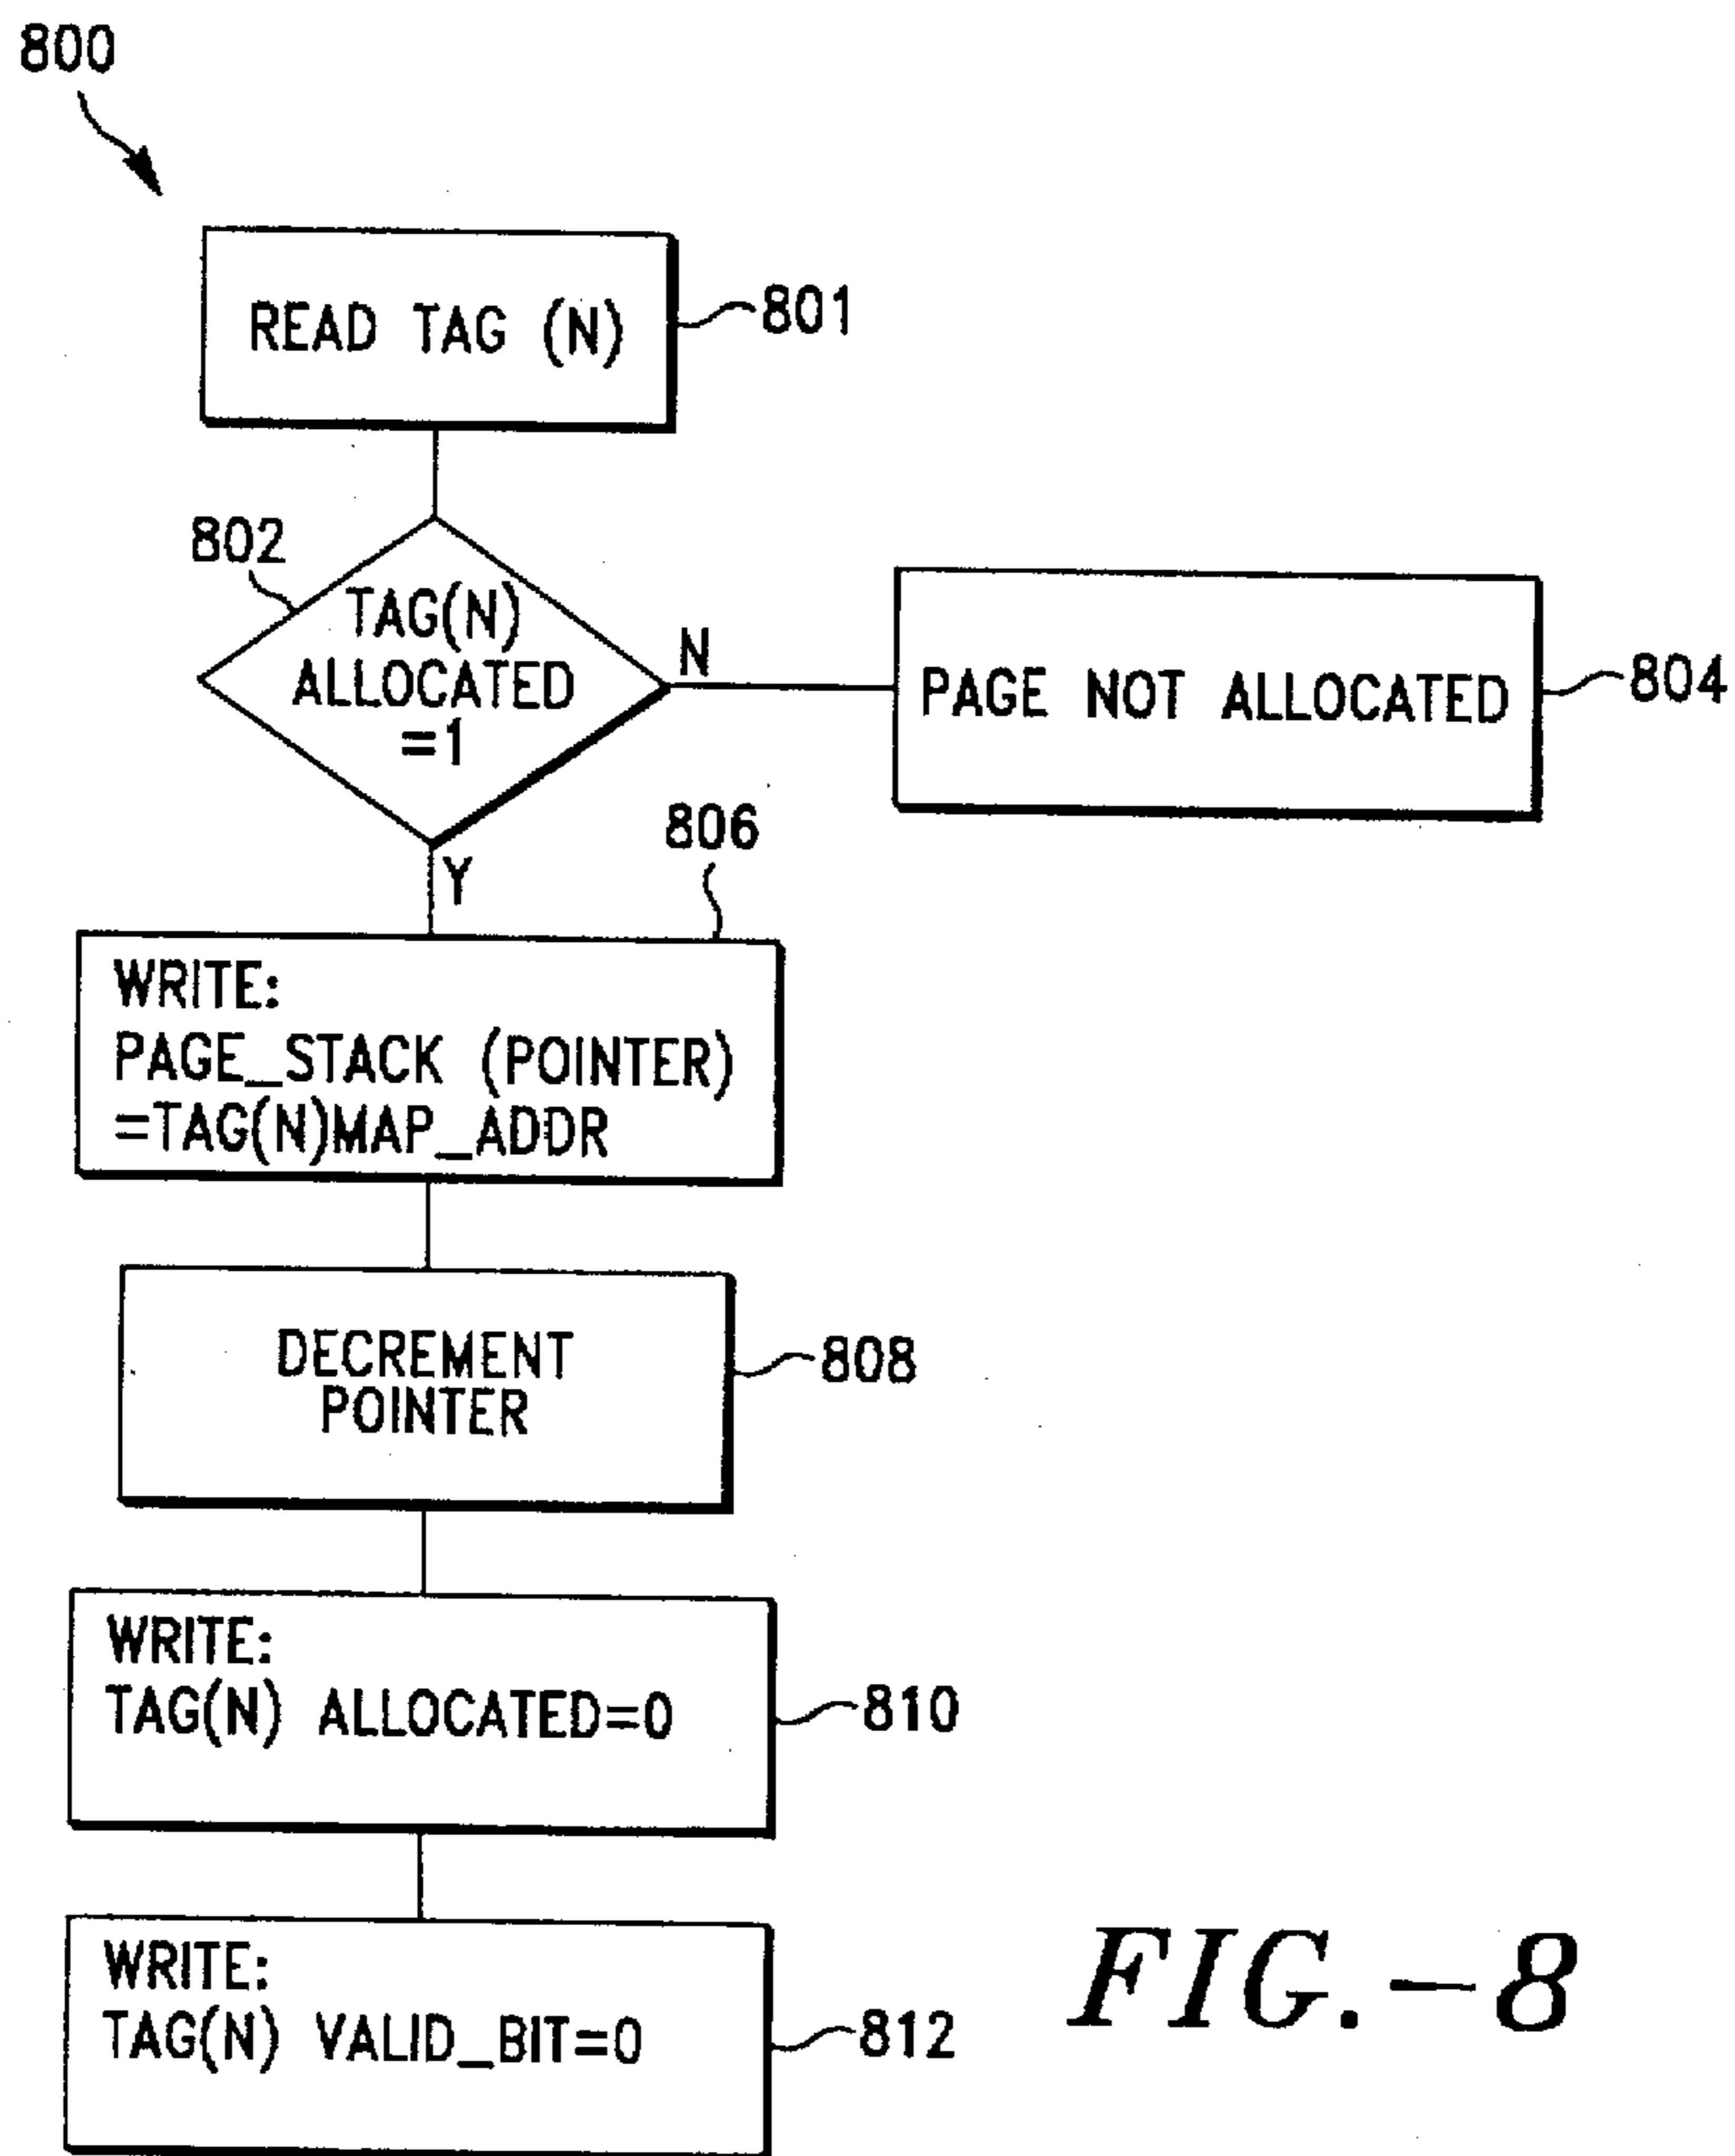 800
READ TAG (N)
801
802
TAG(N)
ALLOCATED
=1
N
PAGE NOT ALLOCATED
804
Y
806
WRITE:
PAGE_STACK (POINTER)
=TAG(N)MAP_ADDR
DECREMENT
POINTER
808
WRITE:
TAG(N) ALLOCATED=0
810
WRITE:
TAG(N) VALID_BIT=0
812
FIG.-8